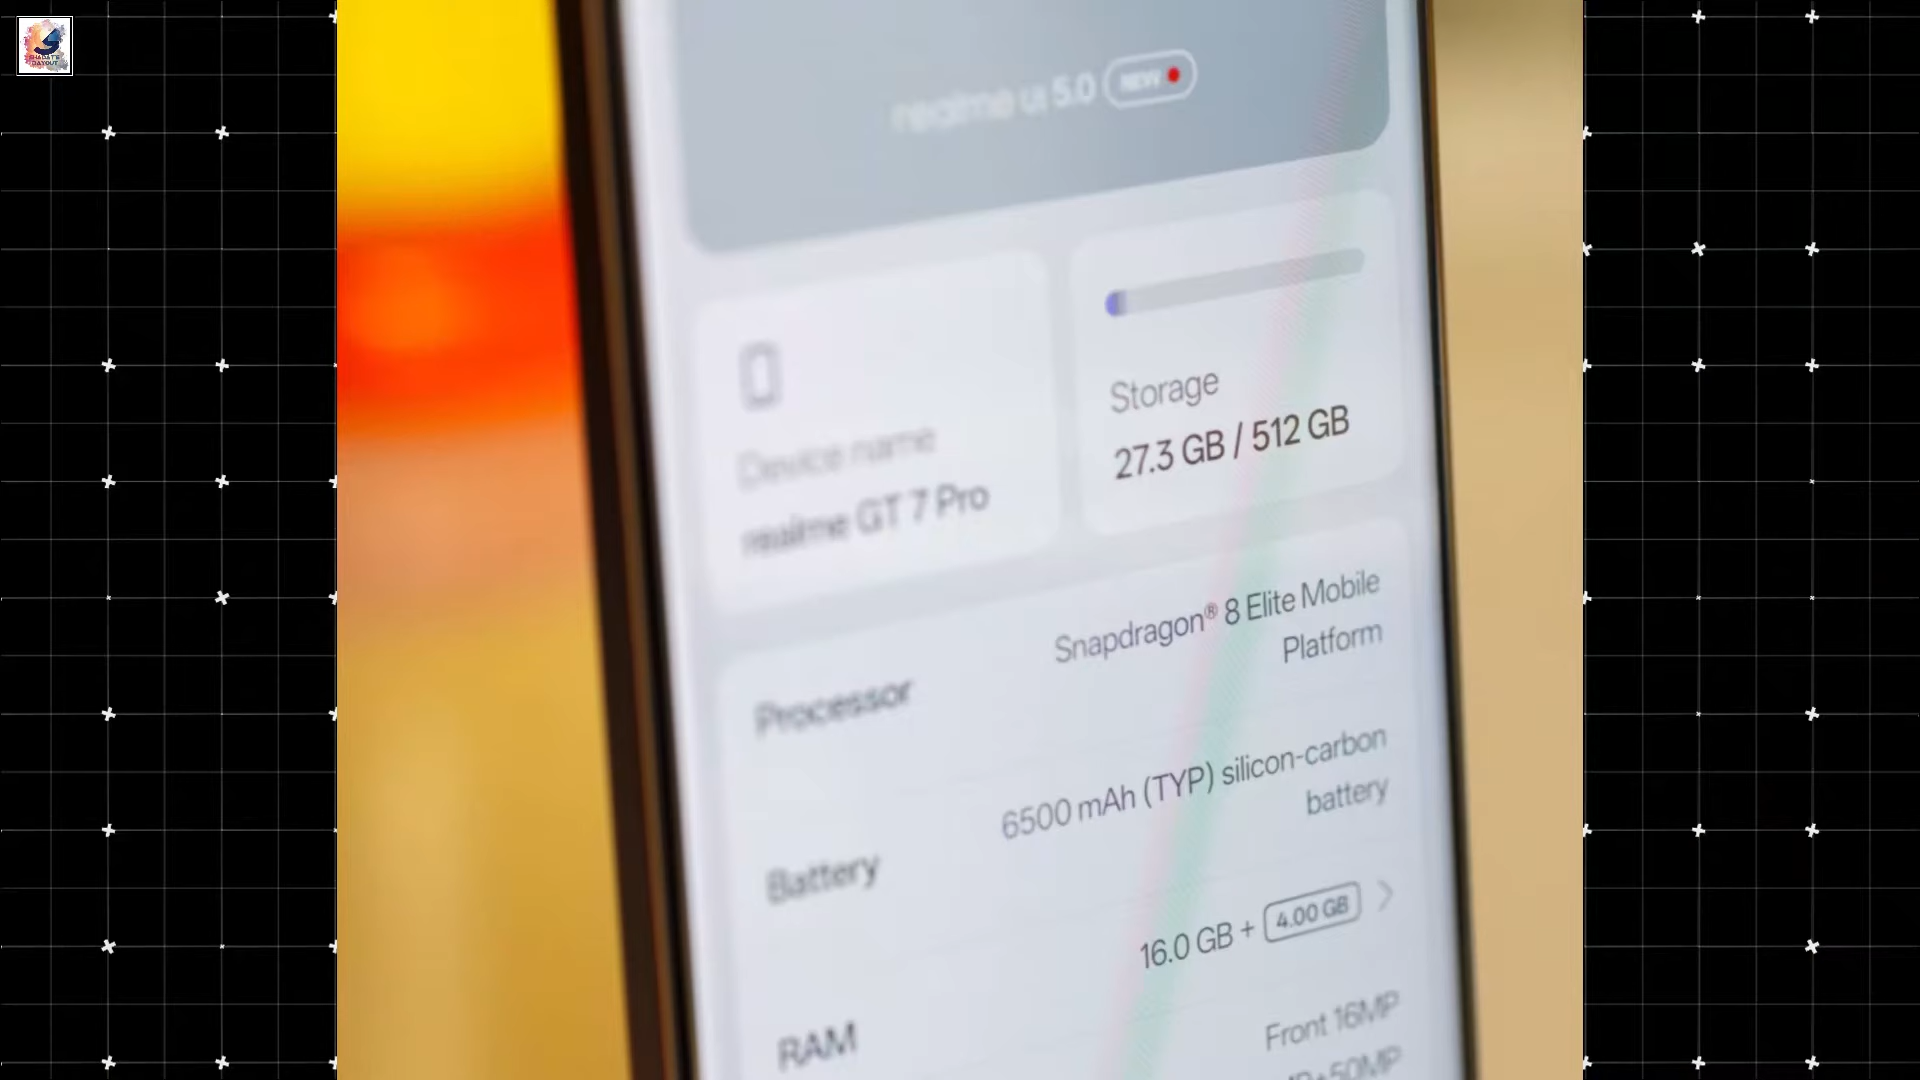 realme UI 5.0 NEW
Device name
realme GT 7 Pro
Storage
27.3 GB / 512 GB
Processor
Snapdragon® 8 Elite Mobile
Platform
Battery
6500 mAh (TYP) silicon-carbon
battery
RAM
16.0 GB + 4.00 GB
Front 16MP
+50MP